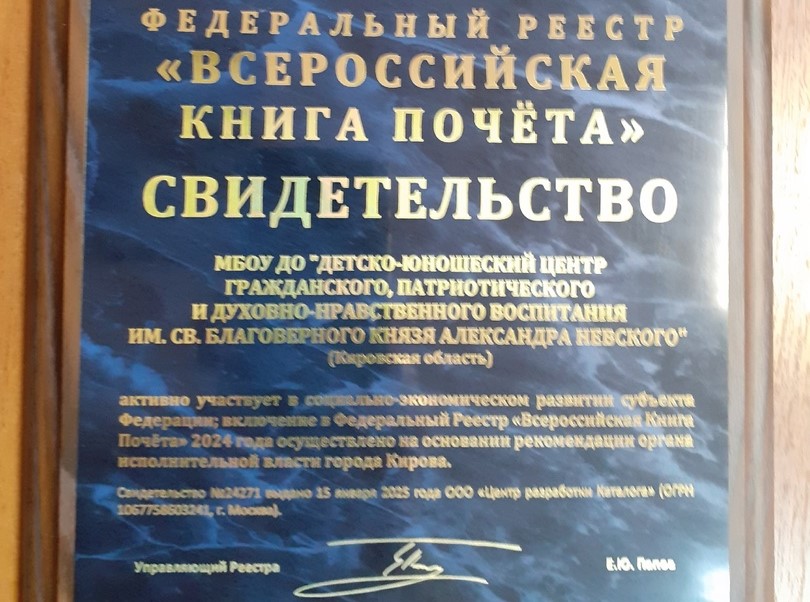 ФЕДЕРАЛЬНЫЙ РЕЕСТР
«ВСЕРОССИЙСКАЯ
КНИГА ПОЧЁТА»
СВИДЕТЕЛЬСТВО
МБОУ ДО "ДЕТСКО-ЮНОШЕСКИЙ ЦЕНТР
ГРАЖДАНСКОГО, ПАТРИОТИЧЕСКОГО
И ДУХОВНО-НРАВСТВЕННОГО ВОСПИТАНИЯ
ИМ. СВ. БЛАГОВЕРНОГО КНЯЗЯ АЛЕКСАНДРА НЕВСКОГО"
(Кировская область)
активно участвует в социально-экономическом развитии субъекта
Федерации; включение в Федеральный Реестр «Всероссийская Книга
Почёта» 2024 года осуществлено на основании рекомендации органа
исполнительной власти города Кирова.
Свидетельство №24271 выдано 15 января 2025 года ООО «Центр разработки Каталога» (ОГРН
1067758503241, г. Москва).
Управляющий Реестра Е.Ю. Попов